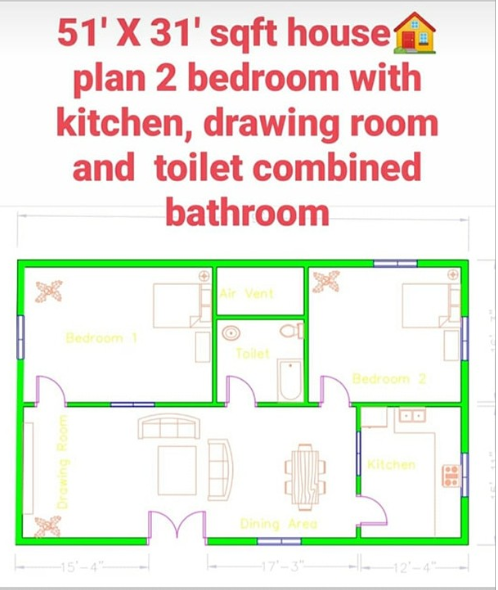 51' X 31' sqft house🏠
plan 2 bedroom with
kitchen, drawing room
and toilet combined
bathroom
Air Vent
Bedroom 1
Toilet
Bedroom 2
Drawing Room
Kitchen
Dining Area
15'-4"
17'-3"
12'-4"